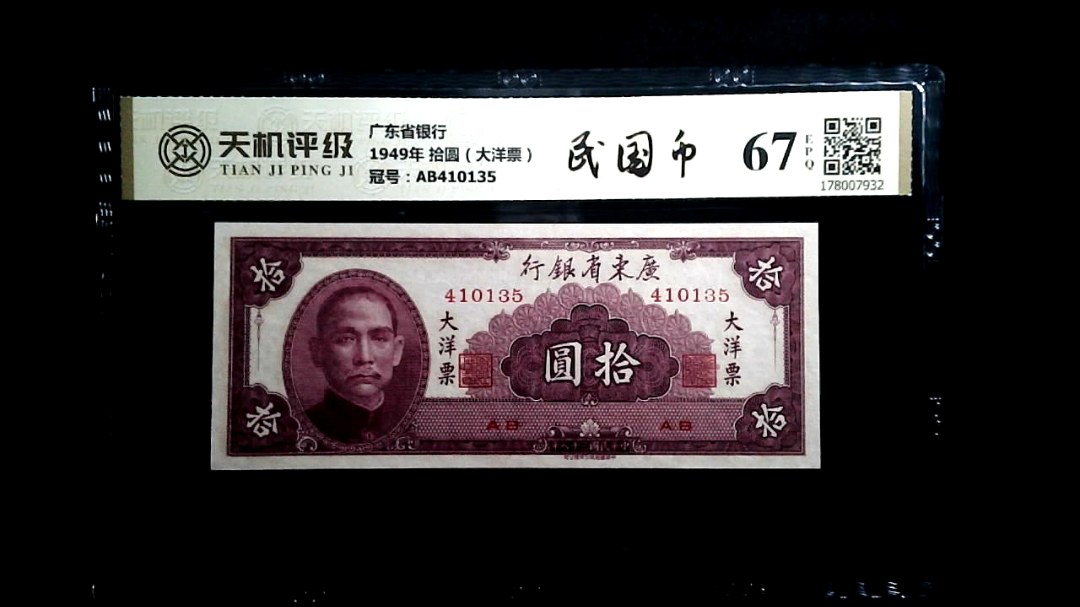 天机评级
TIAN JI PING JI
广东省银行
1949年 拾圆（大洋票）
冠号：AB410135
民国币
67
EPQ
178007932
行銀省東廣
410135
410135
大洋票
大洋票
圓拾
拾
拾
拾
拾
AB
AB